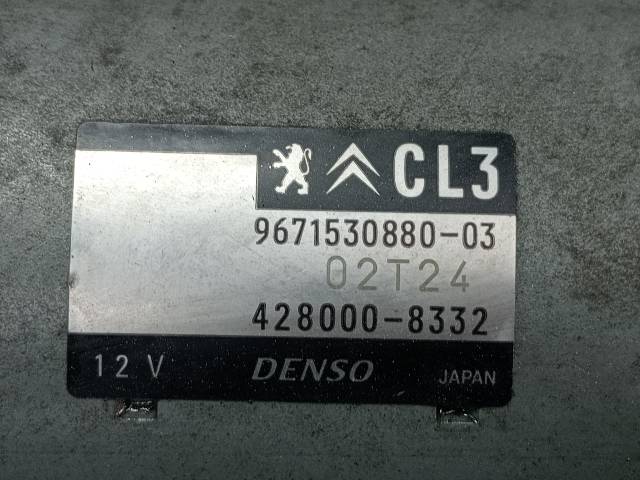 CL3
9671530880-03
02T24
428000-8332
12 V DENSO JAPAN